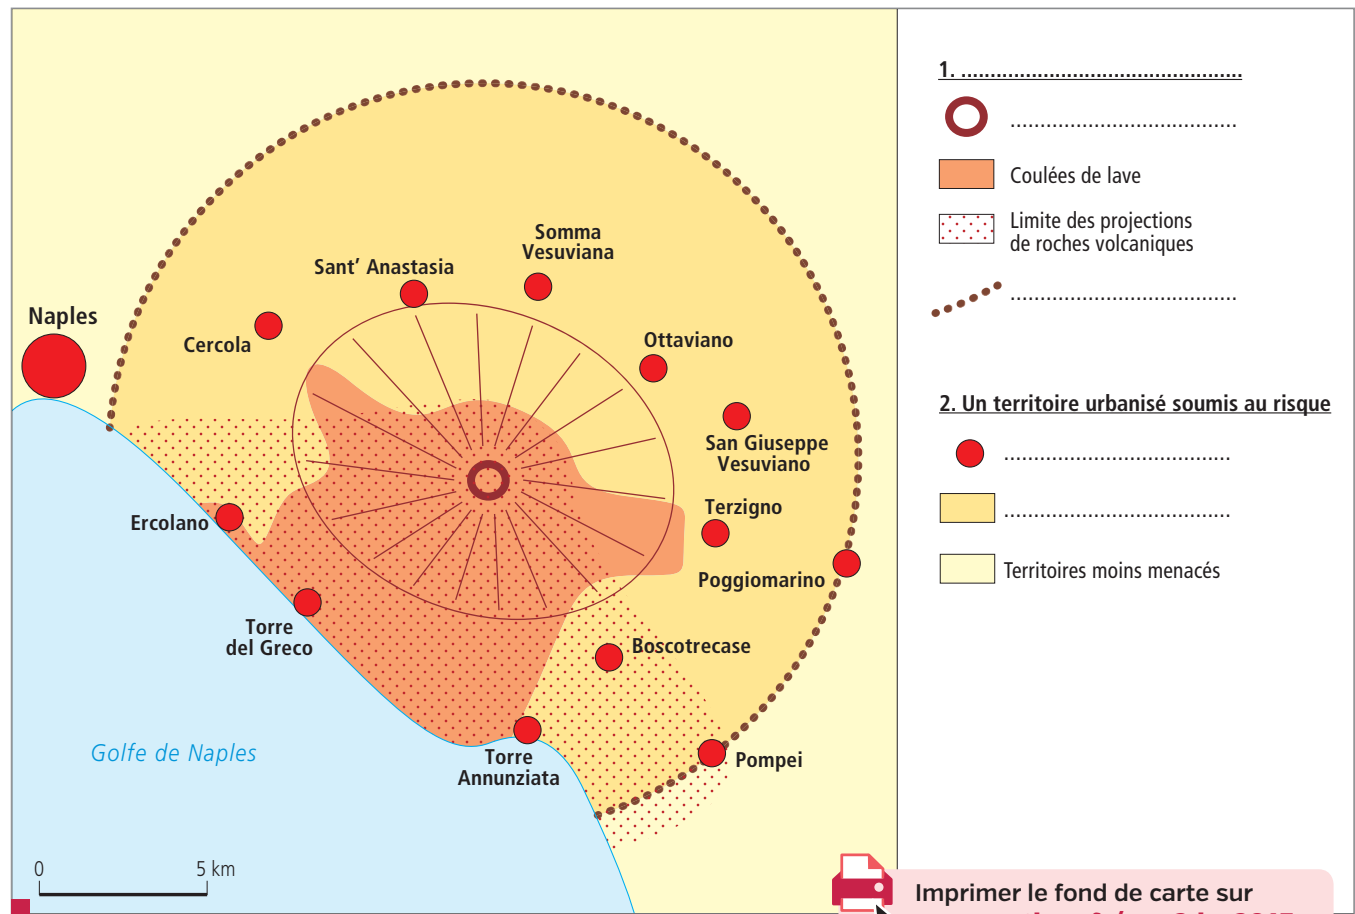 Naples
Cercola
Sant’ Anastasia
Somma
Vesuviana
Ottaviano
San Giuseppe
Vesuviano
Terzigno
Poggiomarino
Ercolano
Torre
del Greco
Boscotrecase
Torre
Annunziata
Pompei
Golfe de Naples
0 5 km
1. ................................................
.......................................
Coulées de lave
Limite des projections
de roches volcaniques
.......................................
2. Un territoire urbanisé soumis au risque
.......................................
.......................................
Territoires moins menacés
Imprimer le fond de carte sur